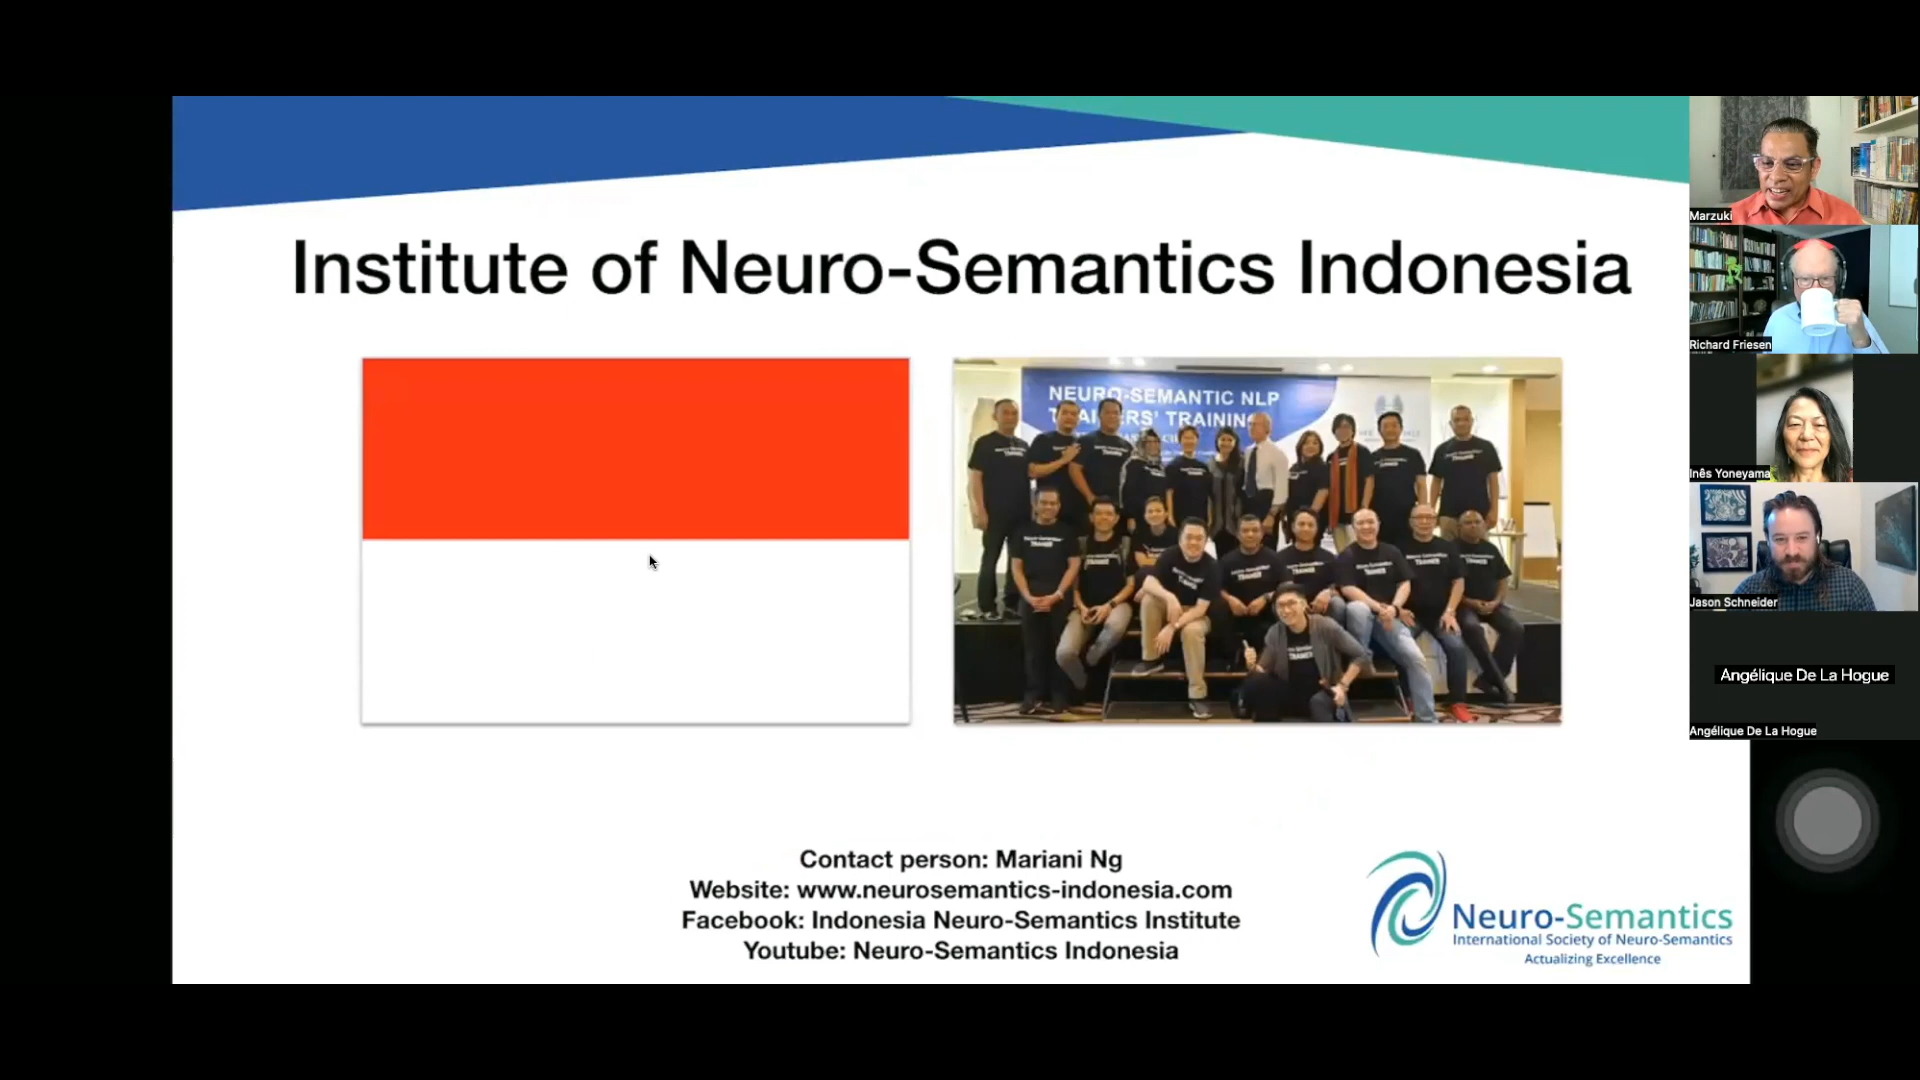 Institute of Neuro-Semantics Indonesia
NEURO-SEMANTIC NLP
TRAINERS' TRAINING
Contact person: Mariani Ng
Website: www.neurosemantics-indonesia.com
Facebook: Indonesia Neuro-Semantics Institute
Youtube: Neuro-Semantics Indonesia
Neuro-Semantics
International Society of Neuro-Semantics
Actualizing Excellence
Marzuki
Richard Friesen
Inês Yoneyama
Jason Schneider
Angélique De La Hogue
Angélique De La Hogue